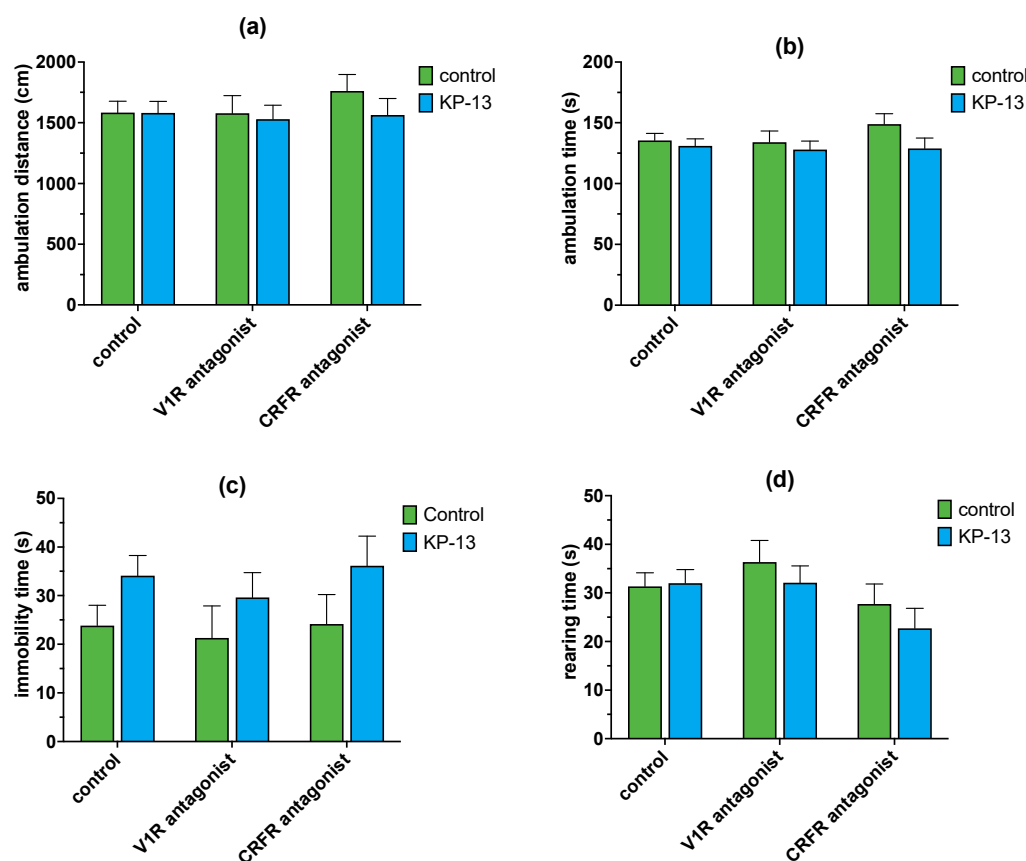 (a)
ambulation distance (cm)
2000
1500
1000
500
0
control
V1R antagonist
CRFR antagonist
control
KP-13
(b)
ambulation time (s)
200
150
100
50
0
control
V1R antagonist
CRFR antagonist
control
KP-13
(c)
immobility time (s)
50
40
30
20
10
0
control
V1R antagonist
CRFR antagonist
Control
KP-13
(d)
rearing time (s)
50
40
30
20
10
0
control
V1R antagonist
CRFR antagonist
control
KP-13